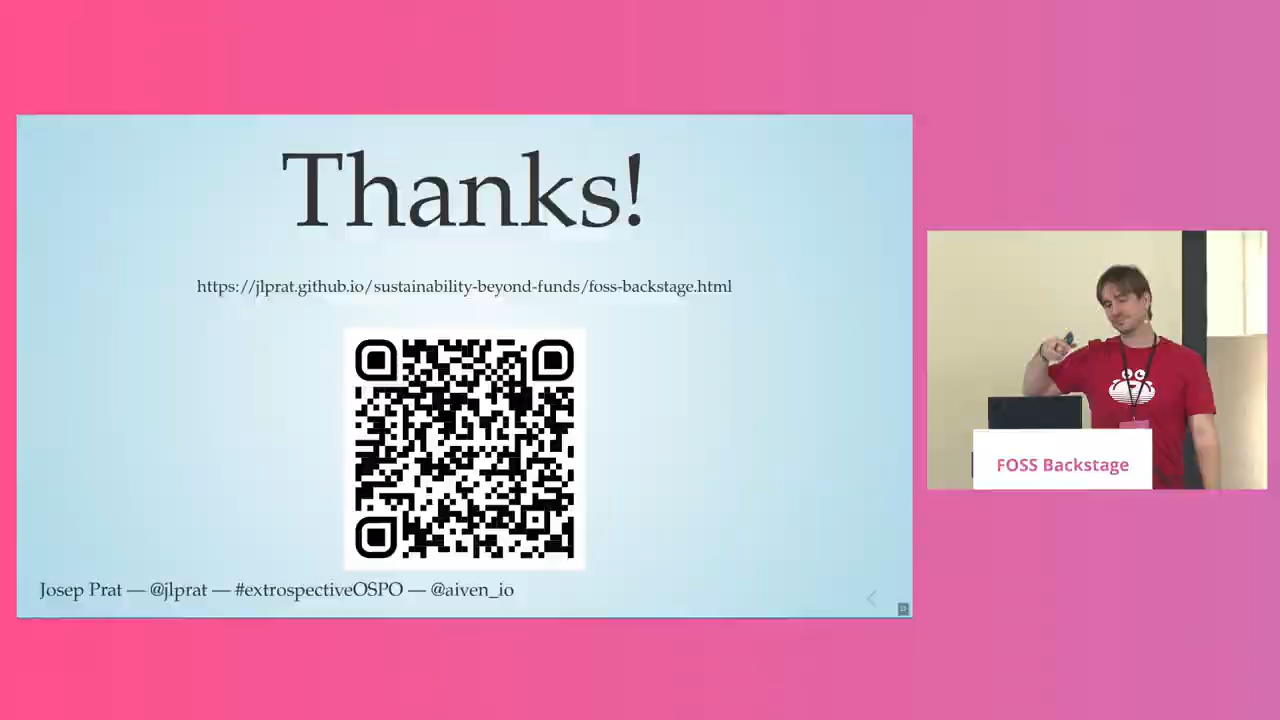 Thanks!
https://jlprat.github.io/sustainability-beyond-funds/foss-backstage.html
Josep Prat — @jlprat — #extrospectiveOSPO — @aiven_io
FOSS Backstage